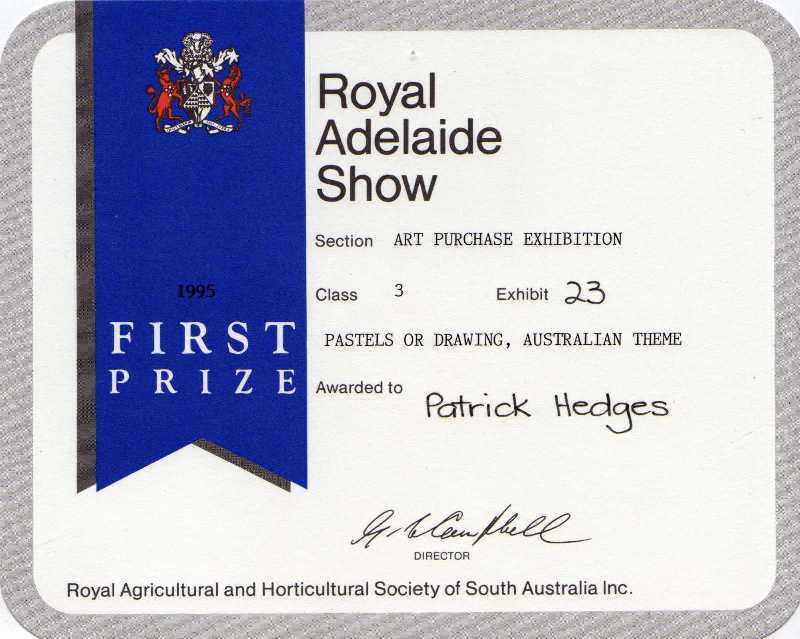 Royal
Adelaide
Show
Section ART PURCHASE EXHIBITION
1995
Class 3 Exhibit 23
FIRST
PRIZE
PASTELS OR DRAWING, AUSTRALIAN THEME
Awarded to Patrick Hedges
Campbell
DIRECTOR
Royal Agricultural and Horticultural Society of South Australia Inc.